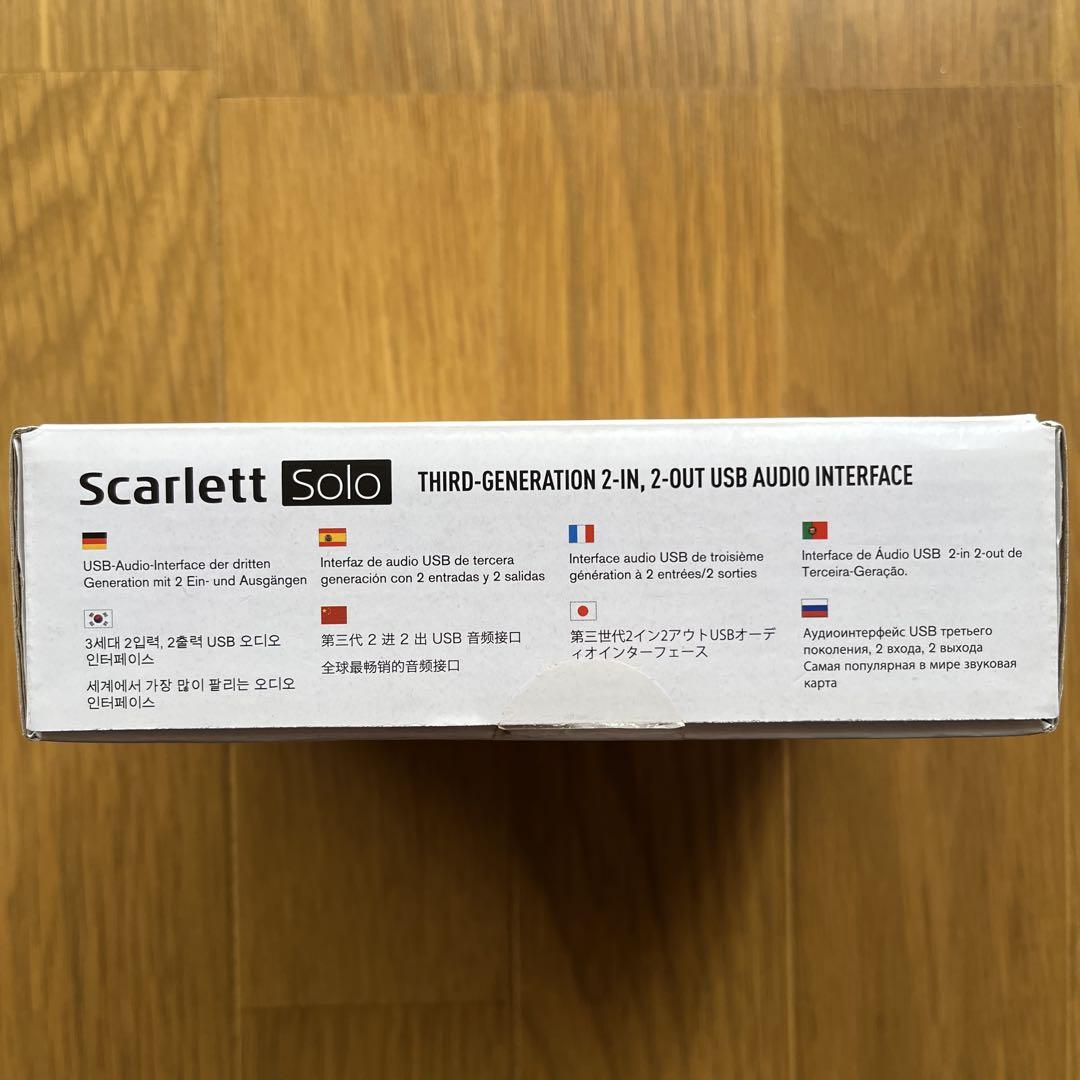 Scarlett Solo THIRD-GENERATION 2-IN, 2-OUT USB AUDIO INTERFACE
USB-Audio-Interface der dritten
Generation mit 2 Ein- und Ausgängen
Interfaz de audio USB de tercera
generación con 2 entradas y 2 salidas
Interface audio USB de troisième
génération à 2 entrées/2 sorties
Interface de Áudio USB 2-in 2-out de
Terceira-Geração.
3세대 2입력, 2출력 USB 오디오
인터페이스
세계에서 가장 많이 팔리는 오디오
인터페이스
第三代 2 进 2 出 USB 音频接口
全球最畅销的音频接口
第三世代2イン2アウトUSBオーデ
ィオインターフェース
Аудиоинтерфейс USB третьего
поколения, 2 входа, 2 выхода
Самая популярная в мире звуковая
карта